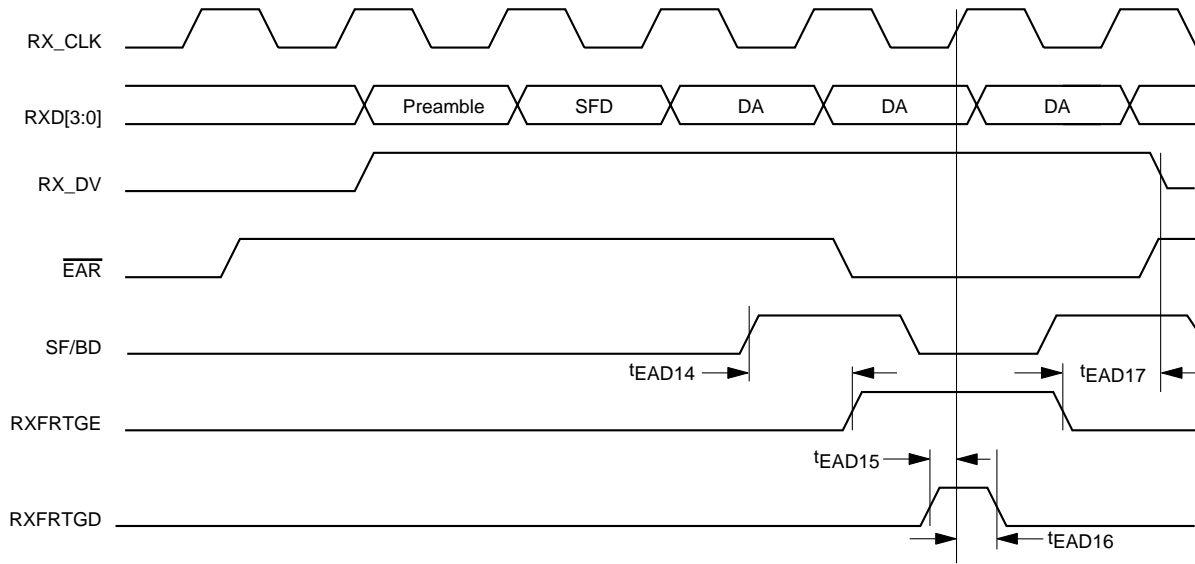 RX_CLK
RXD[3:0]
Preamble
SFD
DA
DA
DA
RX_DV
EAR
SF/BD
tEAD14
tEAD17
RXFRTGE
tEAD15
RXFRTGD
tEAD16